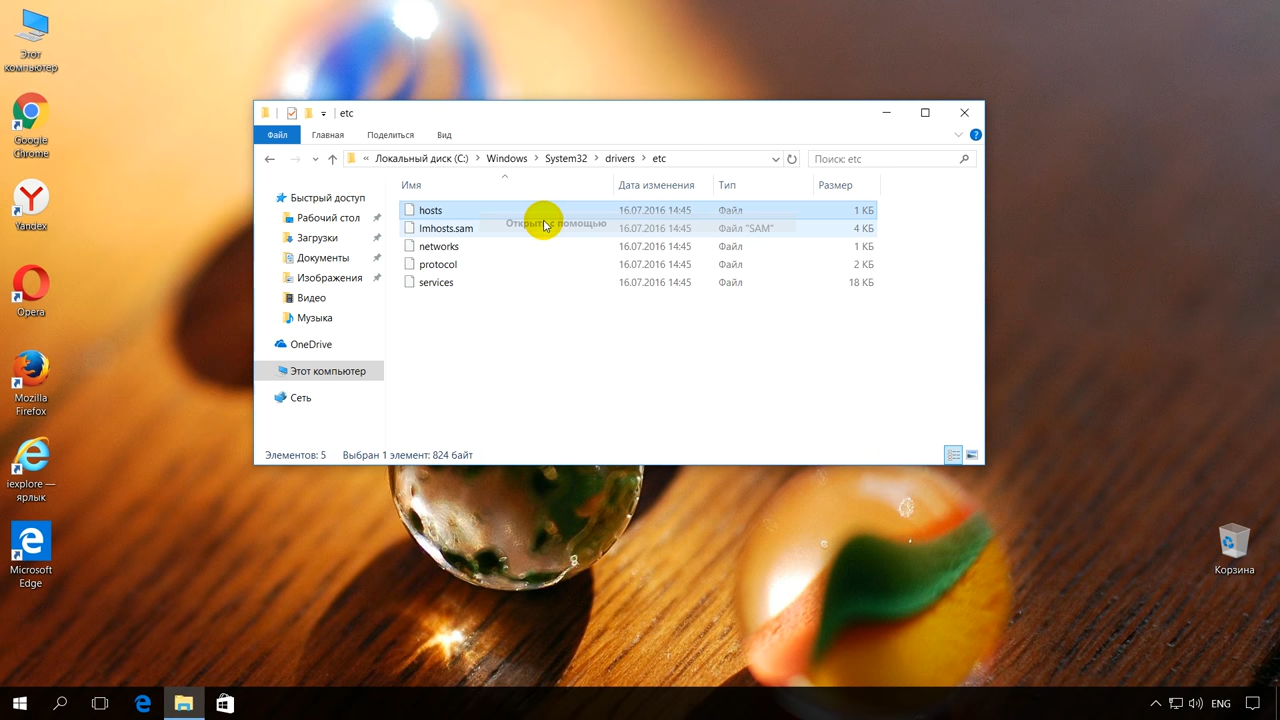 Этот
компьютер
Google
Chrome
Yandex
Opera
Mozilla
Firefox
iexplore —
ярлык
Microsoft
Edge
etc
Файл
Главная
Поделиться
Вид
« Локальный диск (C:) > Windows > System32 > drivers > etc
Поиск: etc
Имя Дата изменения Тип Размер
hosts 16.07.2016 14:45 Файл 1 КБ
Открыть с помощью
lmhosts.sam 16.07.2016 14:45 Файл "SAM" 4 КБ
networks 16.07.2016 14:45 Файл 1 КБ
protocol 16.07.2016 14:45 Файл 2 КБ
services 16.07.2016 14:45 Файл 18 КБ
Быстрый доступ
Рабочий стол
Загрузки
Документы
Изображения
Видео
Музыка
OneDrive
Этот компьютер
Сеть
Элементов: 5 Выбран 1 элемент: 824 байт
Корзина
ENG